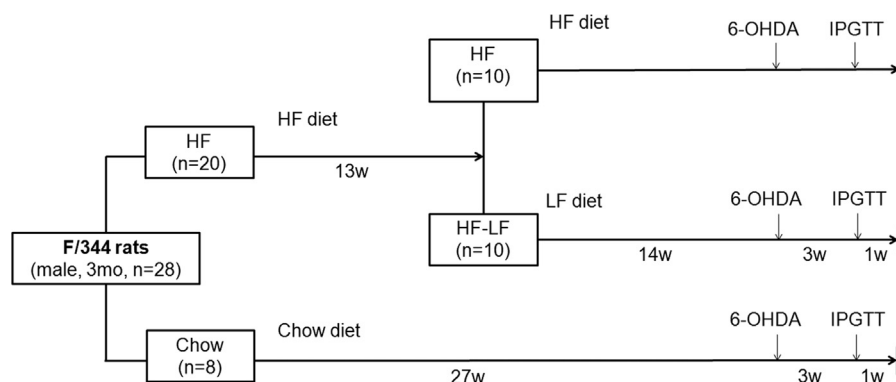 HF diet
6-OHDA
IPGTT
HF
(n=10)
HF
(n=20)
HF diet
13w
LF diet
6-OHDA
IPGTT
HF-LF
(n=10)
14w
3w
1w
F/344 rats
(male, 3mo, n=28)
Chow
(n=8)
Chow diet
6-OHDA
IPGTT
27w
3w
1w